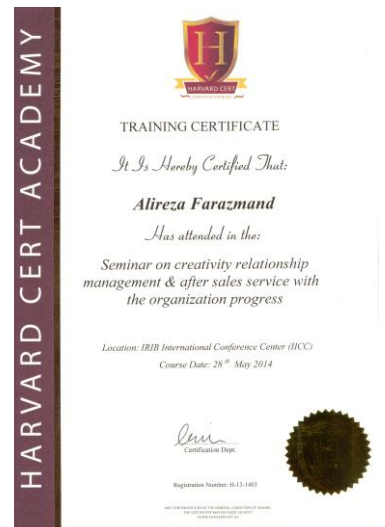 HARVARD CERT ACADEMY
H
HARVARD CERT
TRAINING CERTIFICATE
It Is Hereby Certified That:
Alireza Farazmand
Has attended in the:
Seminar on creativity relationship
management & after sales service with
the organization progress
Location: IRIB International Conference Center (IICC)
Course Date: 28th May 2014
Certification Dept.
Registration Number: H-13-1403